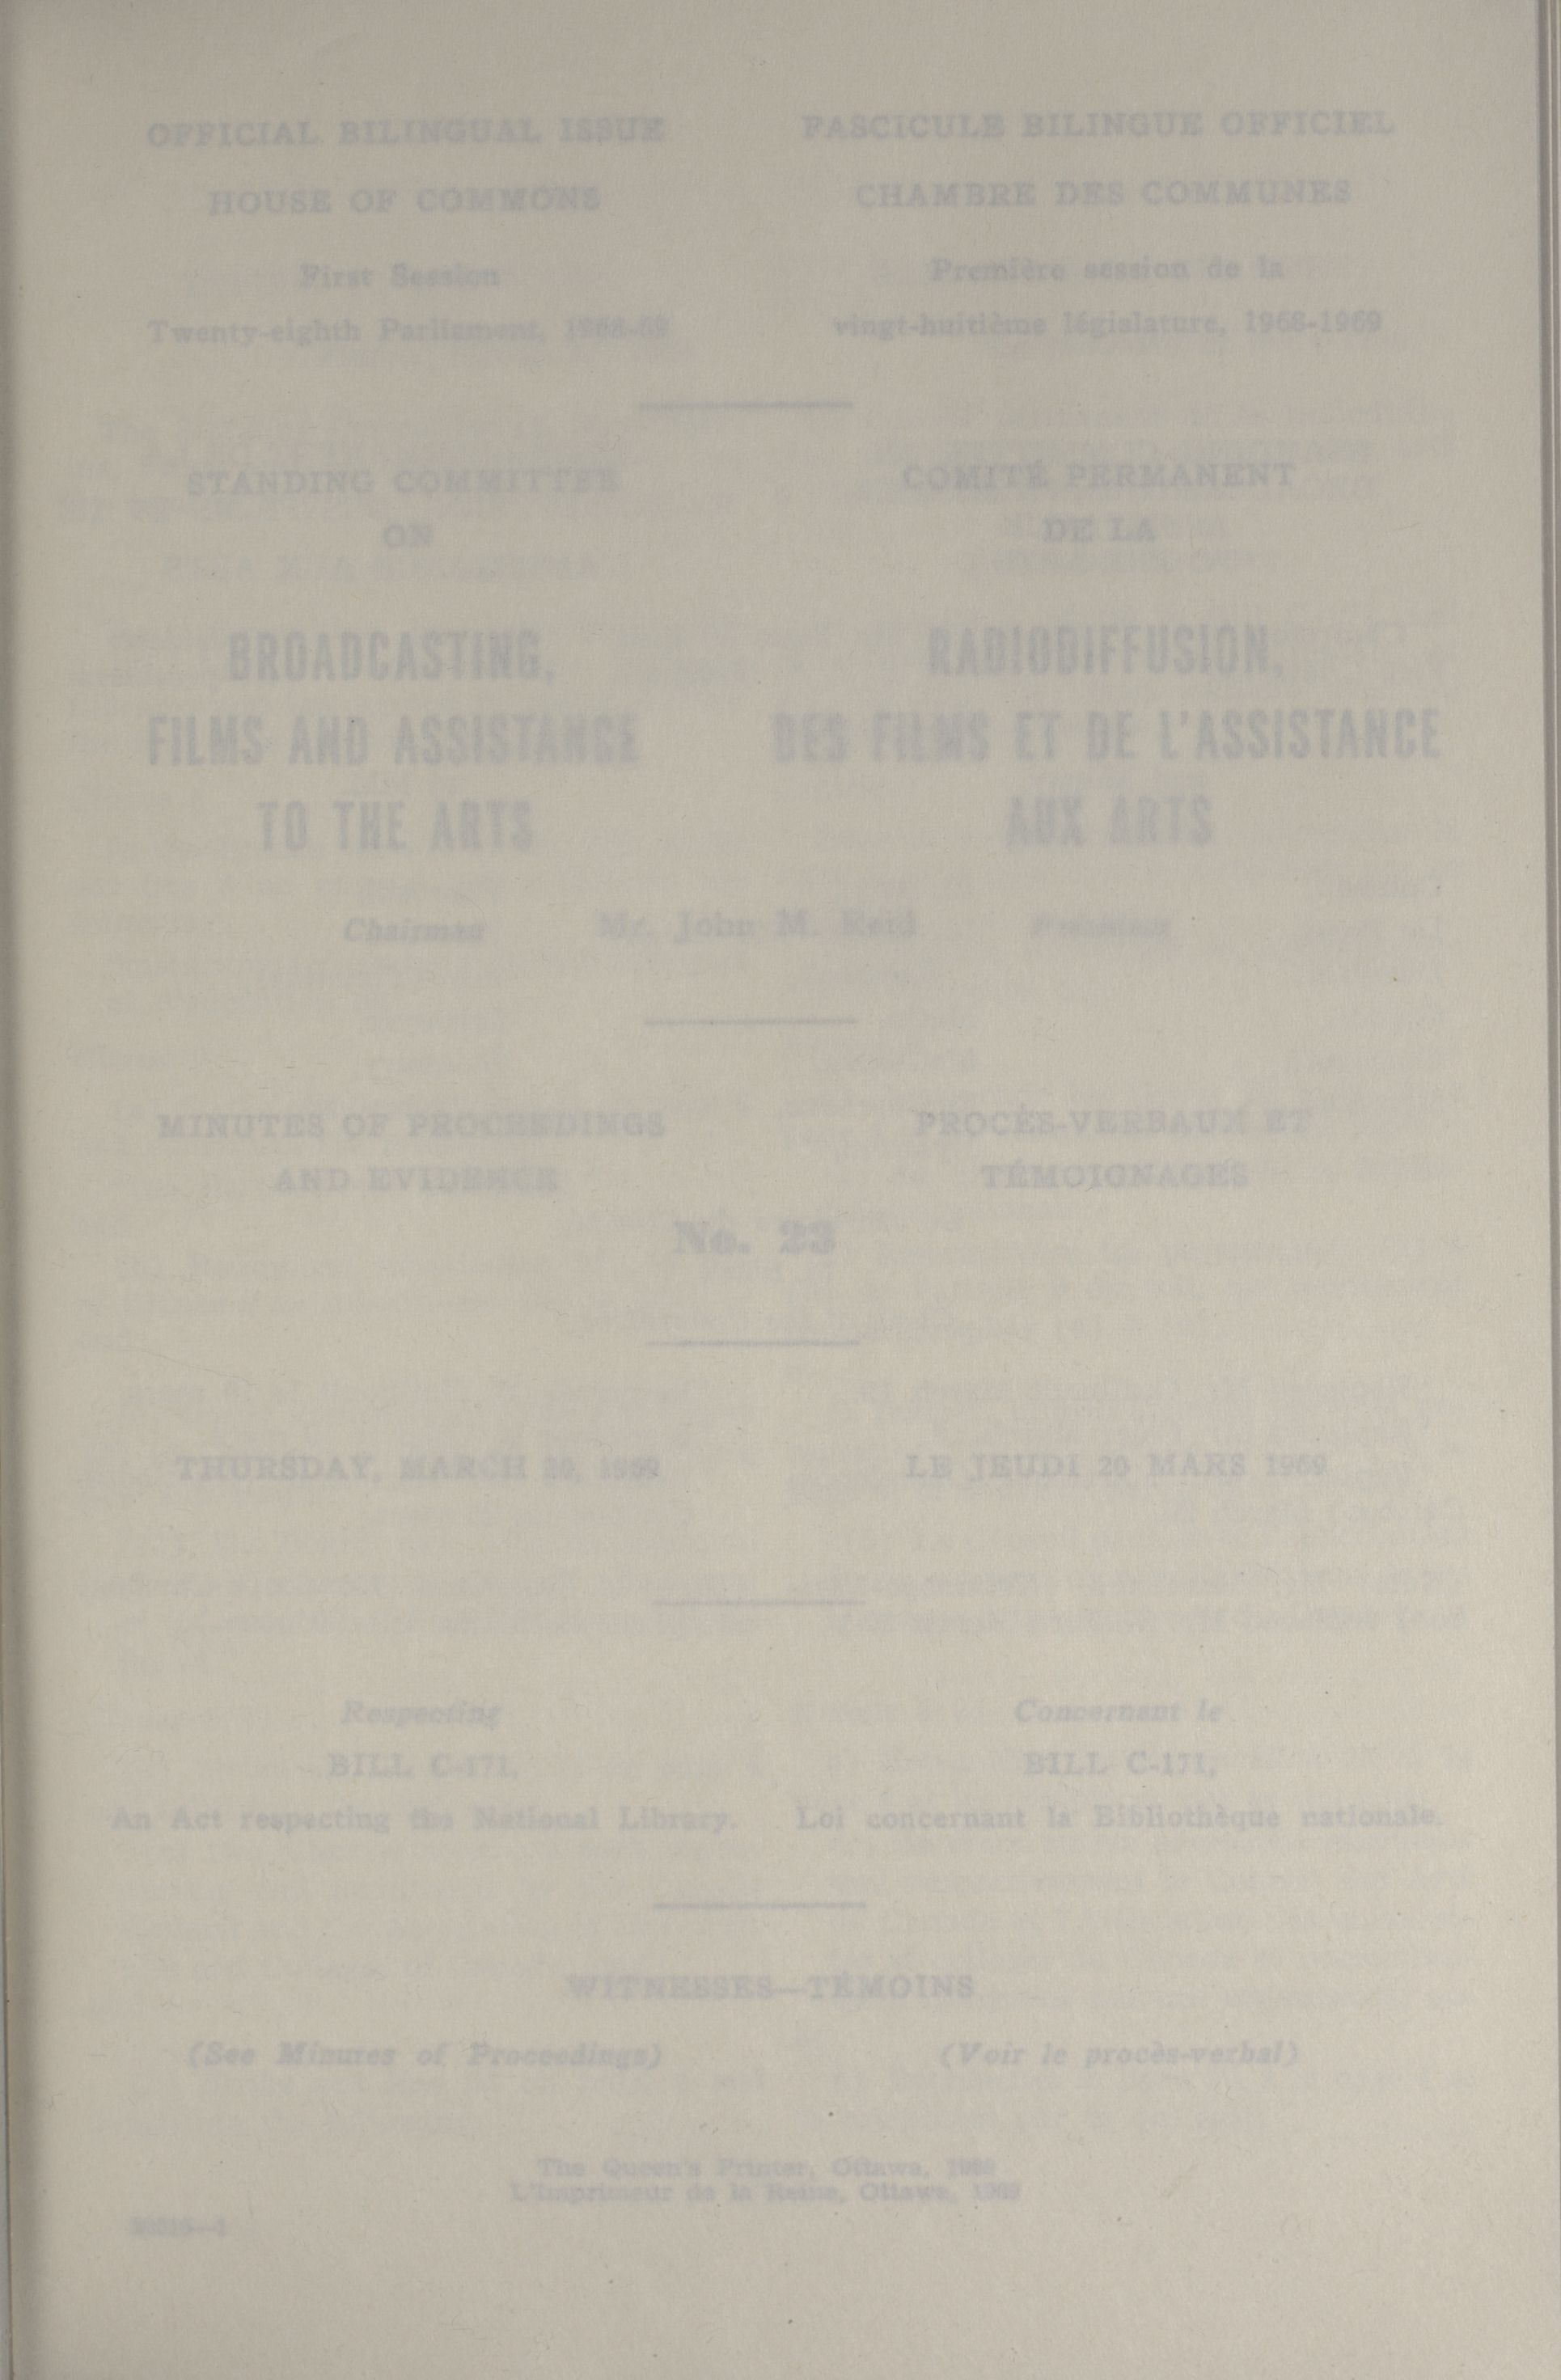 OFFICIAL BILINGUAL ISSUE
HOUSE OF COMMONS
First Session
Twenty-eighth Parliament, 1968-69
FASCICULE BILINGUE OFFICIEL
CHAMBRE DES COMMUNES
Première session de la
vingt-huitième législature, 1968-1969
STANDING COMMITTEE
ON
BROADCASTING,
FILMS AND ASSISTANCE
TO THE ARTS
COMITÉ PERMANENT
DE LA
RADIODIFFUSION,
DES FILMS ET DE L'ASSISTANCE
AUX ARTS
Chairman Mr. John M. Reid Président
MINUTES OF PROCEEDINGS
AND EVIDENCE
PROCÈS-VERBAUX ET
TÉMOIGNAGES
No. 23
THURSDAY, MARCH 20, 1969
LE JEUDI 20 MARS 1969
Respecting
BILL C-171,
An Act respecting the National Library.
Concernant le
BILL C-171,
Loi concernant la Bibliothèque nationale.
WITNESSES—TÉMOINS
(See Minutes of Proceedings)
(Voir le procès-verbal)
The Queen's Printer, Ottawa, 1969
L'Imprimeur de la Reine, Ottawa, 1969